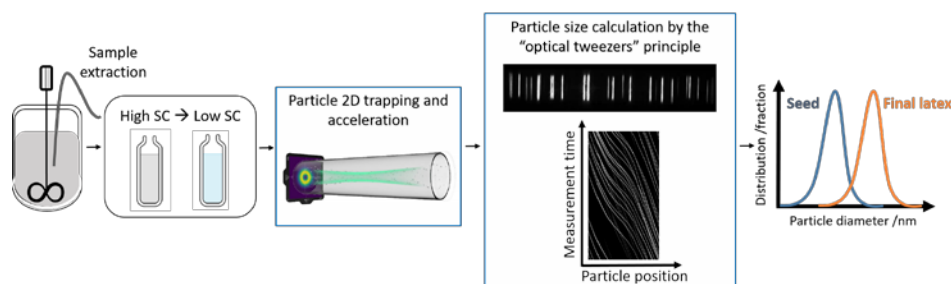 Sample
extraction
High SC → Low SC
Particle 2D trapping and
acceleration
Particle size calculation by the
“optical tweezers” principle
Measurement time
Particle position
Distribution /fraction
Seed
Final latex
Particle diameter /nm